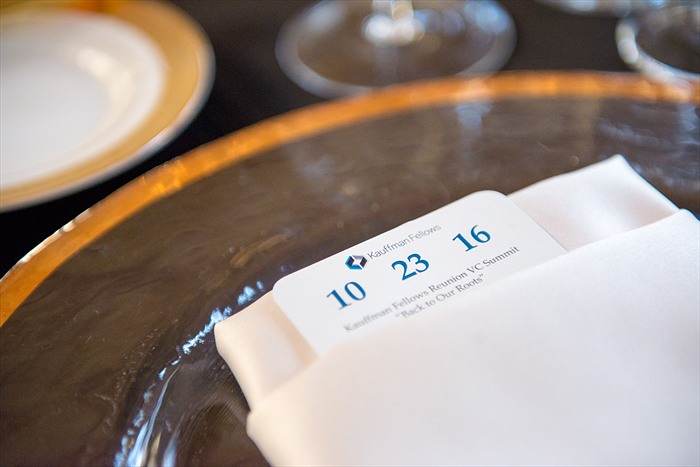 Kauffman Fellows
10 23 16
Kauffman Fellows Reunion VC Summit
"Back to Our Roots"